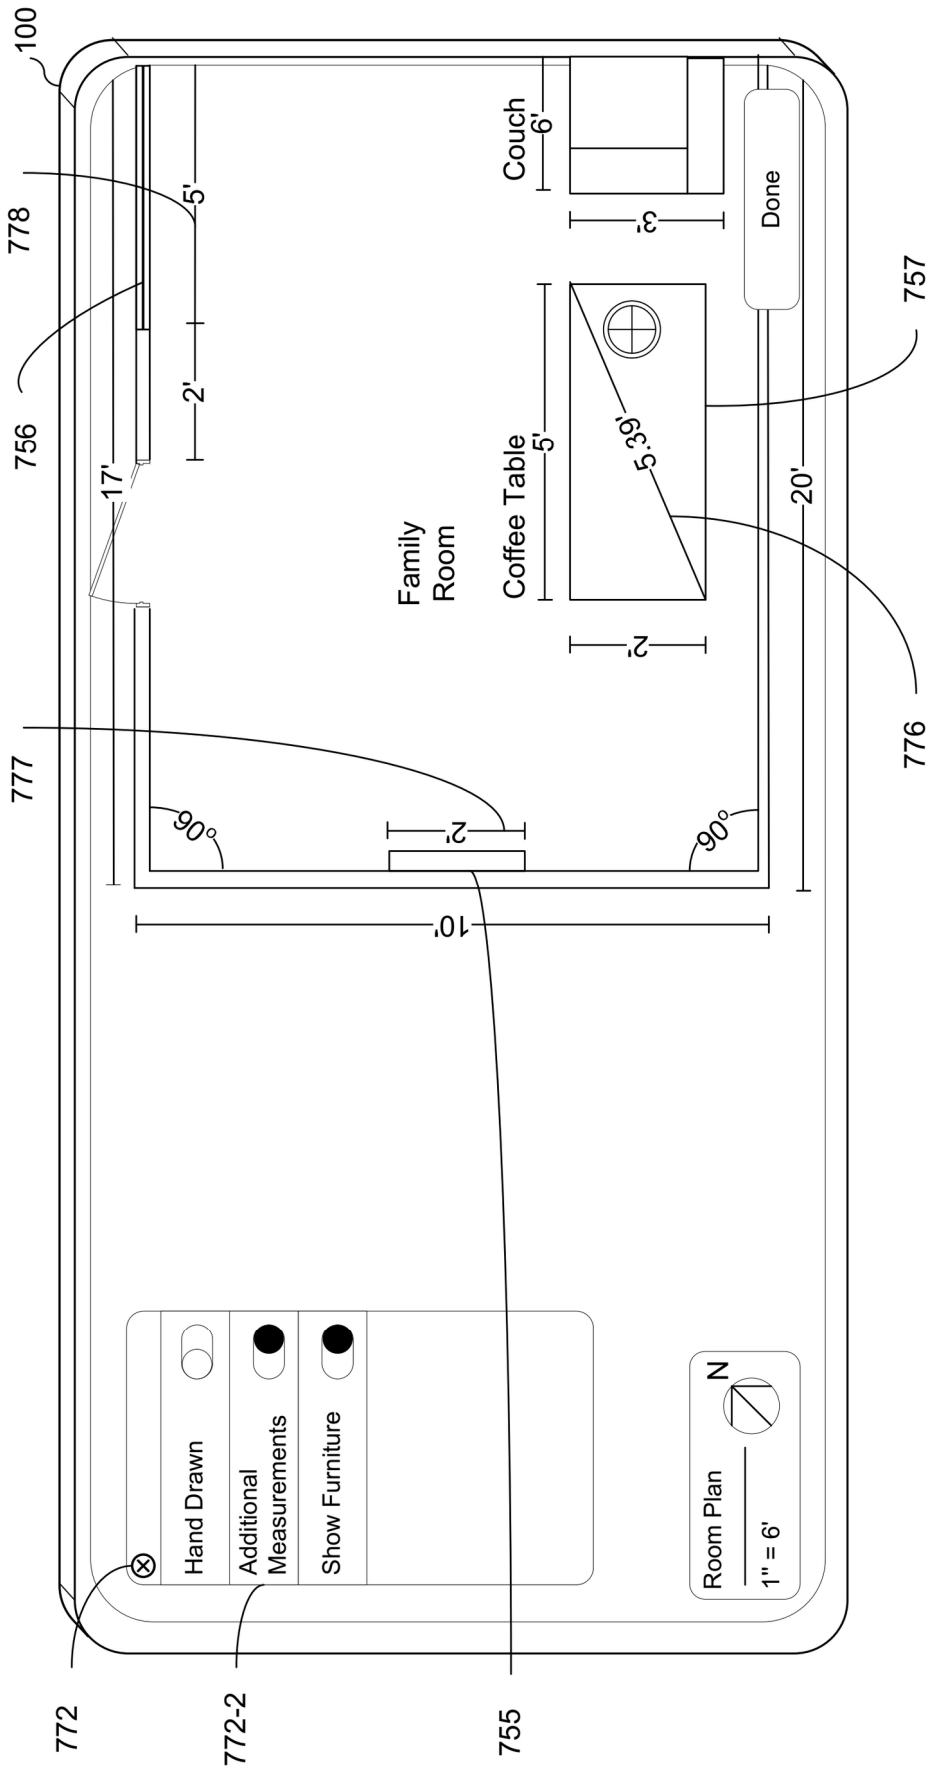 772
772-2
755
Hand Drawn
Additional
Measurements
Show Furniture
Room Plan
1" = 6'
N
10'
90°
90°
2'
777
17'
Family
Room
Coffee Table
5'
2'
5.39'
776
757
20'
756
778
2'
5'
Couch
6'
3'
Done
100